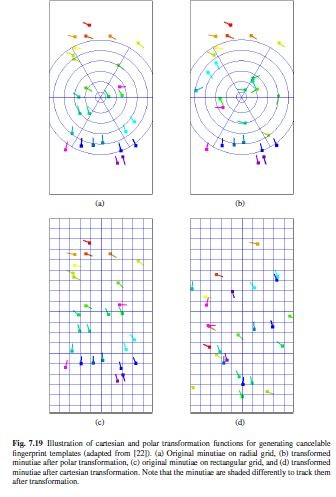 (a)
(b)
(c)
(d)
Fig. 7.19 Illustration of cartesian and polar transformation functions for generating cancelable
fingerprint templates (adapted from [22]). (a) Original minutiae on radial grid, (b) transformed
minutiae after polar transformation, (c) original minutiae on rectangular grid, and (d) transformed
minutiae after cartesian transformation. Note that the minutiae are shaded differently to track them
after transformation.